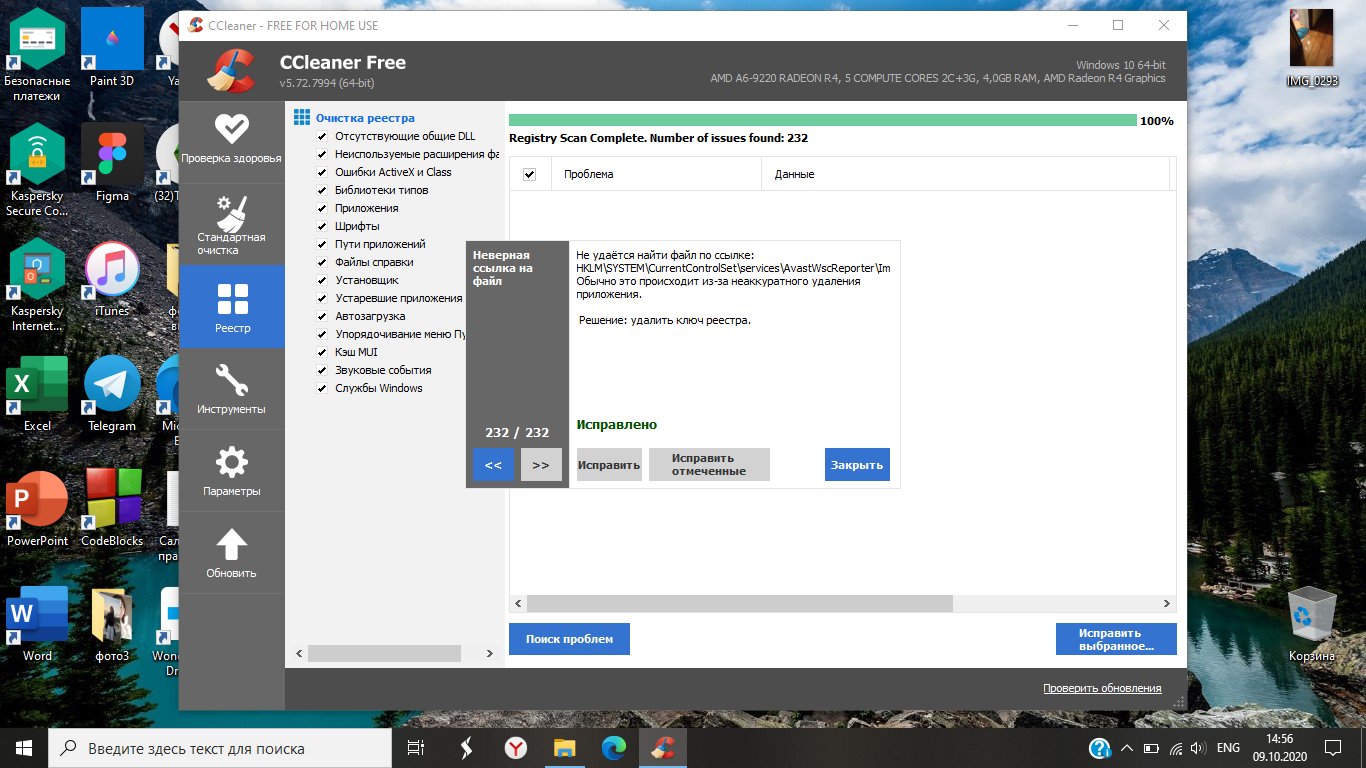 CCleaner - FREE FOR HOME USE
CCleaner Free
v5.72.7994 (64-bit)
Windows 10 64-bit
AMD A6-9220 RADEON R4, 5 COMPUTE CORES 2C+3G, 4,0GB RAM, AMD Radeon R4 Graphics
Безопасные
платежи
Paint 3D
Ya
Kaspersky
Secure Co...
Figma
(32)T
Kaspersky
Internet...
iTunes
Excel
Telegram
Mic
E
PowerPoint
CodeBlocks
Сал
пра
Word
фото3
Won
Dr
IMG_0293
Корзина
Проверка здоровья
Стандартная
очистка
Реестр
Инструменты
Параметры
Обновить
Очистка реестра
Отсутствующие общие DLL
Неиспользуемые расширения фа
Ошибки ActiveX и Class
Библиотеки типов
Приложения
Шрифты
Пути приложений
Файлы справки
Установщик
Устаревшие приложения
Автозагрузка
Упорядочивание меню Пу
Кэш MUI
Звуковые события
Службы Windows
100%
Registry Scan Complete. Number of issues found: 232
Проблема
Данные
Неверная
ссылка на
файл
232 / 232
<<
>>
Не удаётся найти файл по ссылке:
HKLM\SYSTEM\CurrentControlSet\services\AvastWscReporter\Im
Обычно это происходит из-за неаккуратного удаления
приложения.
Решение: удалить ключ реестра.
Исправлено
Исправить
Исправить
отмеченные
Закрыть
Поиск проблем
Исправить
выбранное...
Проверить обновления
Введите здесь текст для поиска
ENG
14:56
09.10.2020